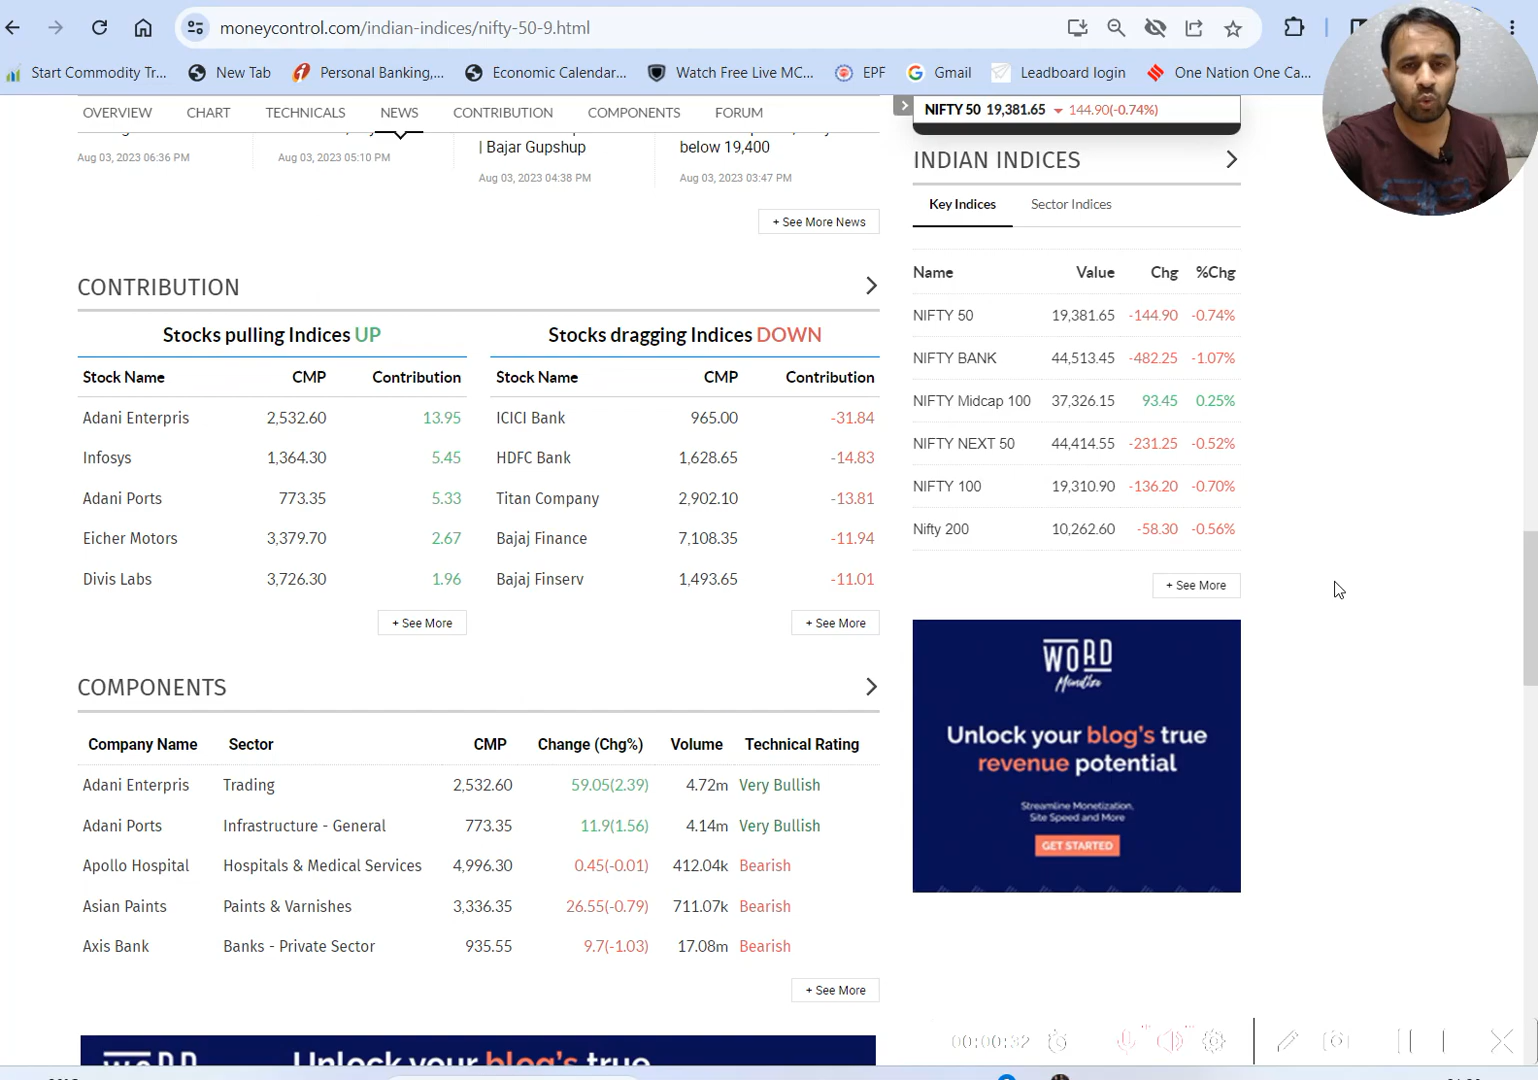 moneycontrol.com/indian-indices/nifty-50-9.html
Start Commodity Tr... New Tab Personal Banking,... Economic Calendar... Watch Free Live MC... EPF Gmail Leadboard login One Nation One Ca...
OVERVIEW CHART TECHNICALS NEWS CONTRIBUTION COMPONENTS FORUM
NIFTY 50 19,381.65 144.90(-0.74%)
| Bajar Gupshup
below 19,400
Aug 03, 2023 06:36 PM
Aug 03, 2023 05:10 PM
Aug 03, 2023 04:38 PM
Aug 03, 2023 03:47 PM
+ See More News
CONTRIBUTION
Stocks pulling Indices UP
Stock Name CMP Contribution
Adani Enterpris 2,532.60 13.95
Infosys 1,364.30 5.45
Adani Ports 773.35 5.33
Eicher Motors 3,379.70 2.67
Divis Labs 3,726.30 1.96
+ See More
Stocks dragging Indices DOWN
Stock Name CMP Contribution
ICICI Bank 965.00 -31.84
HDFC Bank 1,628.65 -14.83
Titan Company 2,902.10 -13.81
Bajaj Finance 7,108.35 -11.94
Bajaj Finserv 1,493.65 -11.01
+ See More
COMPONENTS
Company Name Sector CMP Change (Chg%) Volume Technical Rating
Adani Enterpris Trading 2,532.60 59.05(2.39) 4.72m Very Bullish
Adani Ports Infrastructure - General 773.35 11.9(1.56) 4.14m Very Bullish
Apollo Hospital Hospitals & Medical Services 4,996.30 0.45(-0.01) 412.04k Bearish
Asian Paints Paints & Varnishes 3,336.35 26.55(-0.79) 711.07k Bearish
Axis Bank Banks - Private Sector 935.55 9.7(-1.03) 17.08m Bearish
+ See More
Unlock your blog's true
INDIAN INDICES
Key Indices Sector Indices
Name Value Chg %Chg
NIFTY 50 19,381.65 -144.90 -0.74%
NIFTY BANK 44,513.45 -482.25 -1.07%
NIFTY Midcap 100 37,326.15 93.45 0.25%
NIFTY NEXT 50 44,414.55 -231.25 -0.52%
NIFTY 100 19,310.90 -136.20 -0.70%
Nifty 200 10,262.60 -58.30 -0.56%
+ See More
WORD
Monetize
Unlock your blog's true
revenue potential
Streamline Monetization,
Site Speed and More
GET STARTED
00:00:32